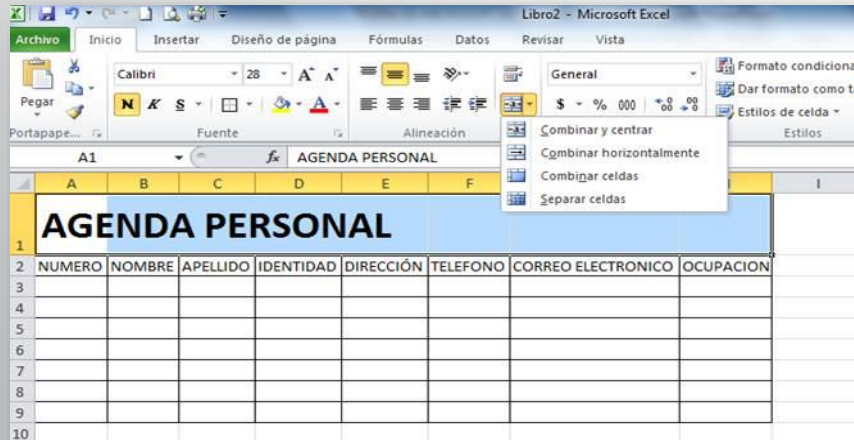 Libro2 - Microsoft Excel
Archivo Inicio Insertar Diseño de página Fórmulas Datos Revisar Vista
Pegar
Calibri 28 A A
General
N K S A
$ % 000
Formato condiciona
Dar formato como t
Estilos de celda
Portapape... Fuente Alineación Estilos
Combinar y centrar
Combinar horizontalmente
Combinar celdas
Separar celdas
A1 fx AGENDA PERSONAL
A B C D E F I
1 AGENDA PERSONAL
2 NUMERO NOMBRE APELLIDO IDENTIDAD DIRECCIÓN TELEFONO CORREO ELECTRONICO OCUPACION
3
4
5
6
7
8
9
10